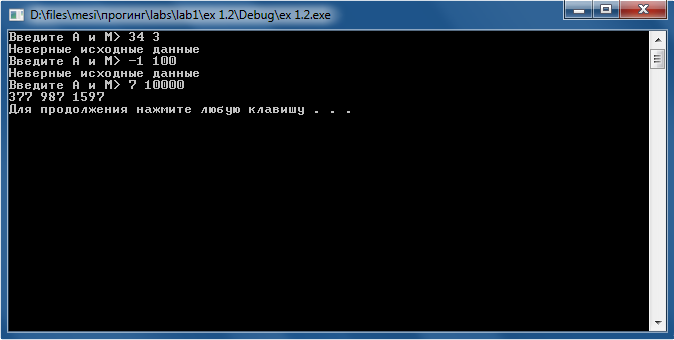 D:\files\mesi\прогинг\labs\lab1\ex 1.2\Debug\ex 1.2.exe
Введите A и M> 34 3
Неверные исходные данные
Введите A и M> -1 100
Неверные исходные данные
Введите A и M> 7 10000
377 987 1597
Для продолжения нажмите любую клавишу . . .